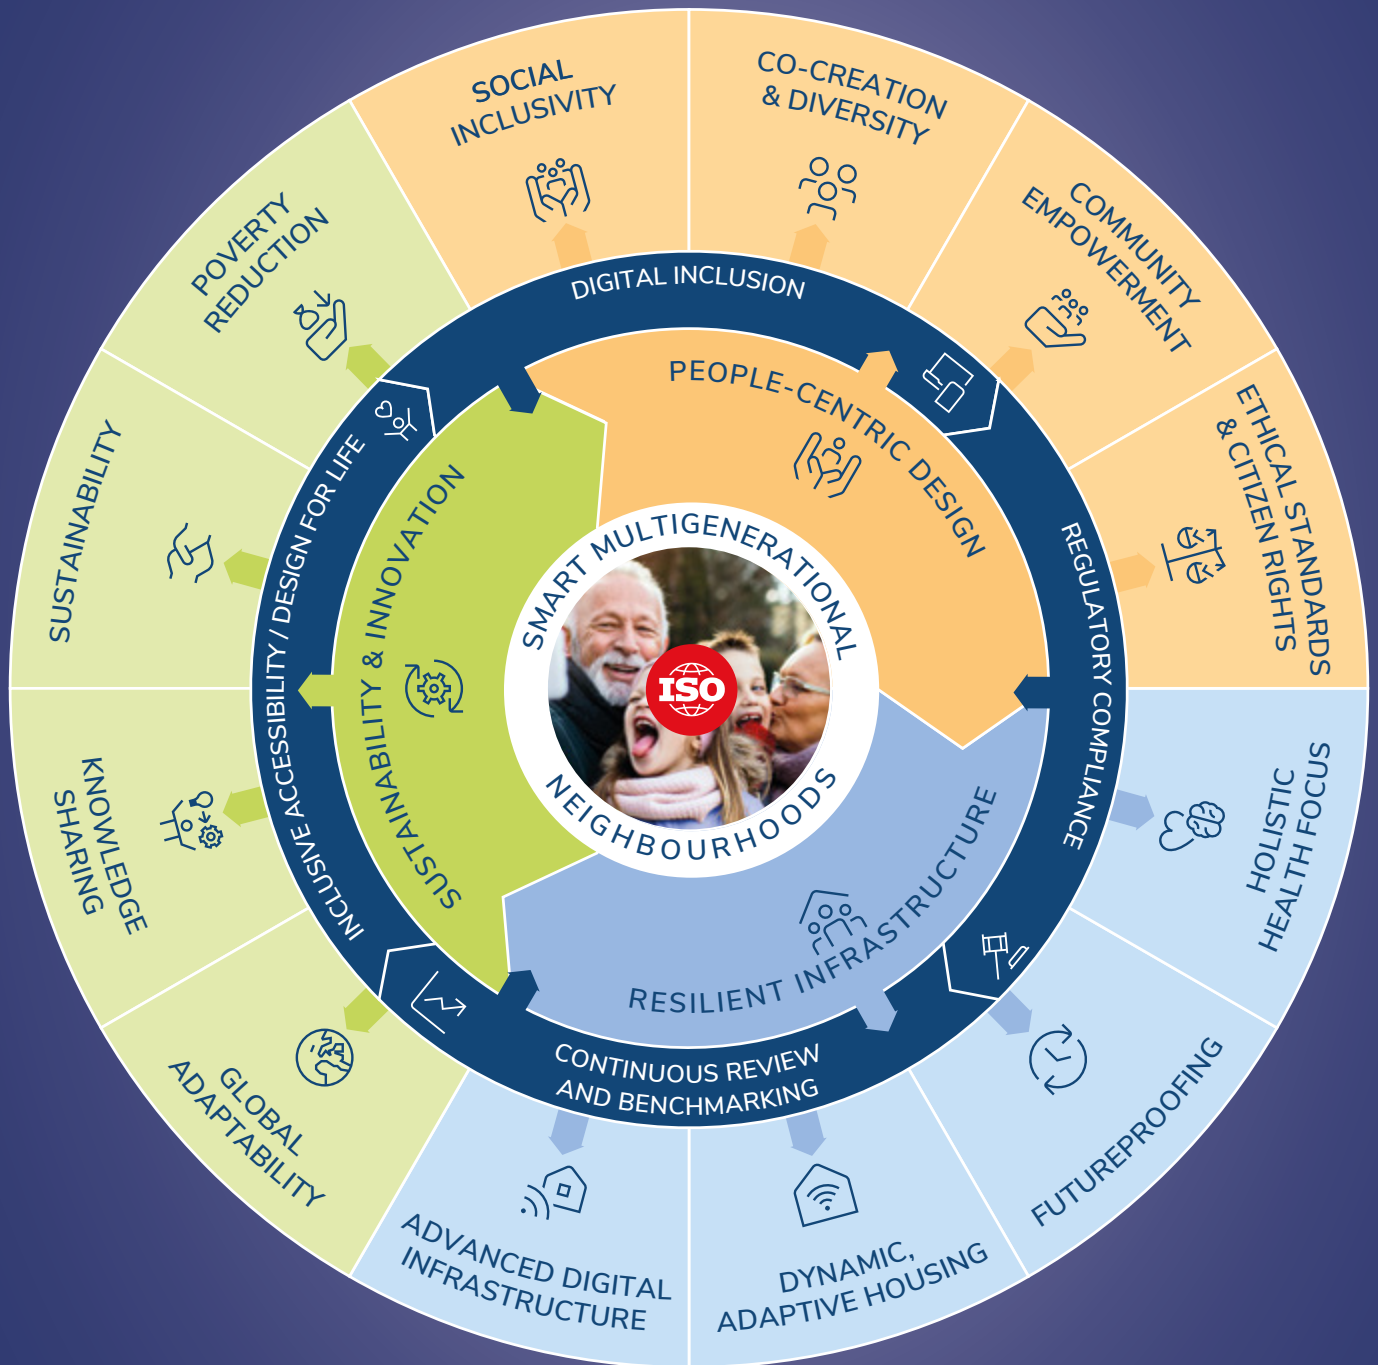 SOCIAL
INCLUSIVITY
CO-CREATION
& DIVERSITY
COMMUNITY
EMPOWERMENT
ETHICAL STANDARDS
& CITIZEN RIGHTS
HOLISTIC
HEALTH FOCUS
FUTUREPROOFING
DYNAMIC,
ADAPTIVE HOUSING
ADVANCED DIGITAL
INFRASTRUCTURE
GLOBAL
ADAPTABILITY
KNOWLEDGE
SHARING
SUSTAINABILITY
POVERTY
REDUCTION
DIGITAL INCLUSION
REGULATORY COMPLIANCE
CONTINUOUS REVIEW
AND BENCHMARKING
INCLUSIVE ACCESSIBILITY / DESIGN FOR LIFE
PEOPLE-CENTRIC DESIGN
RESILIENT INFRASTRUCTURE
SUSTAINABILITY & INNOVATION
SMART MULTIGENERATIONAL
NEIGHBOURHOODS
ISO